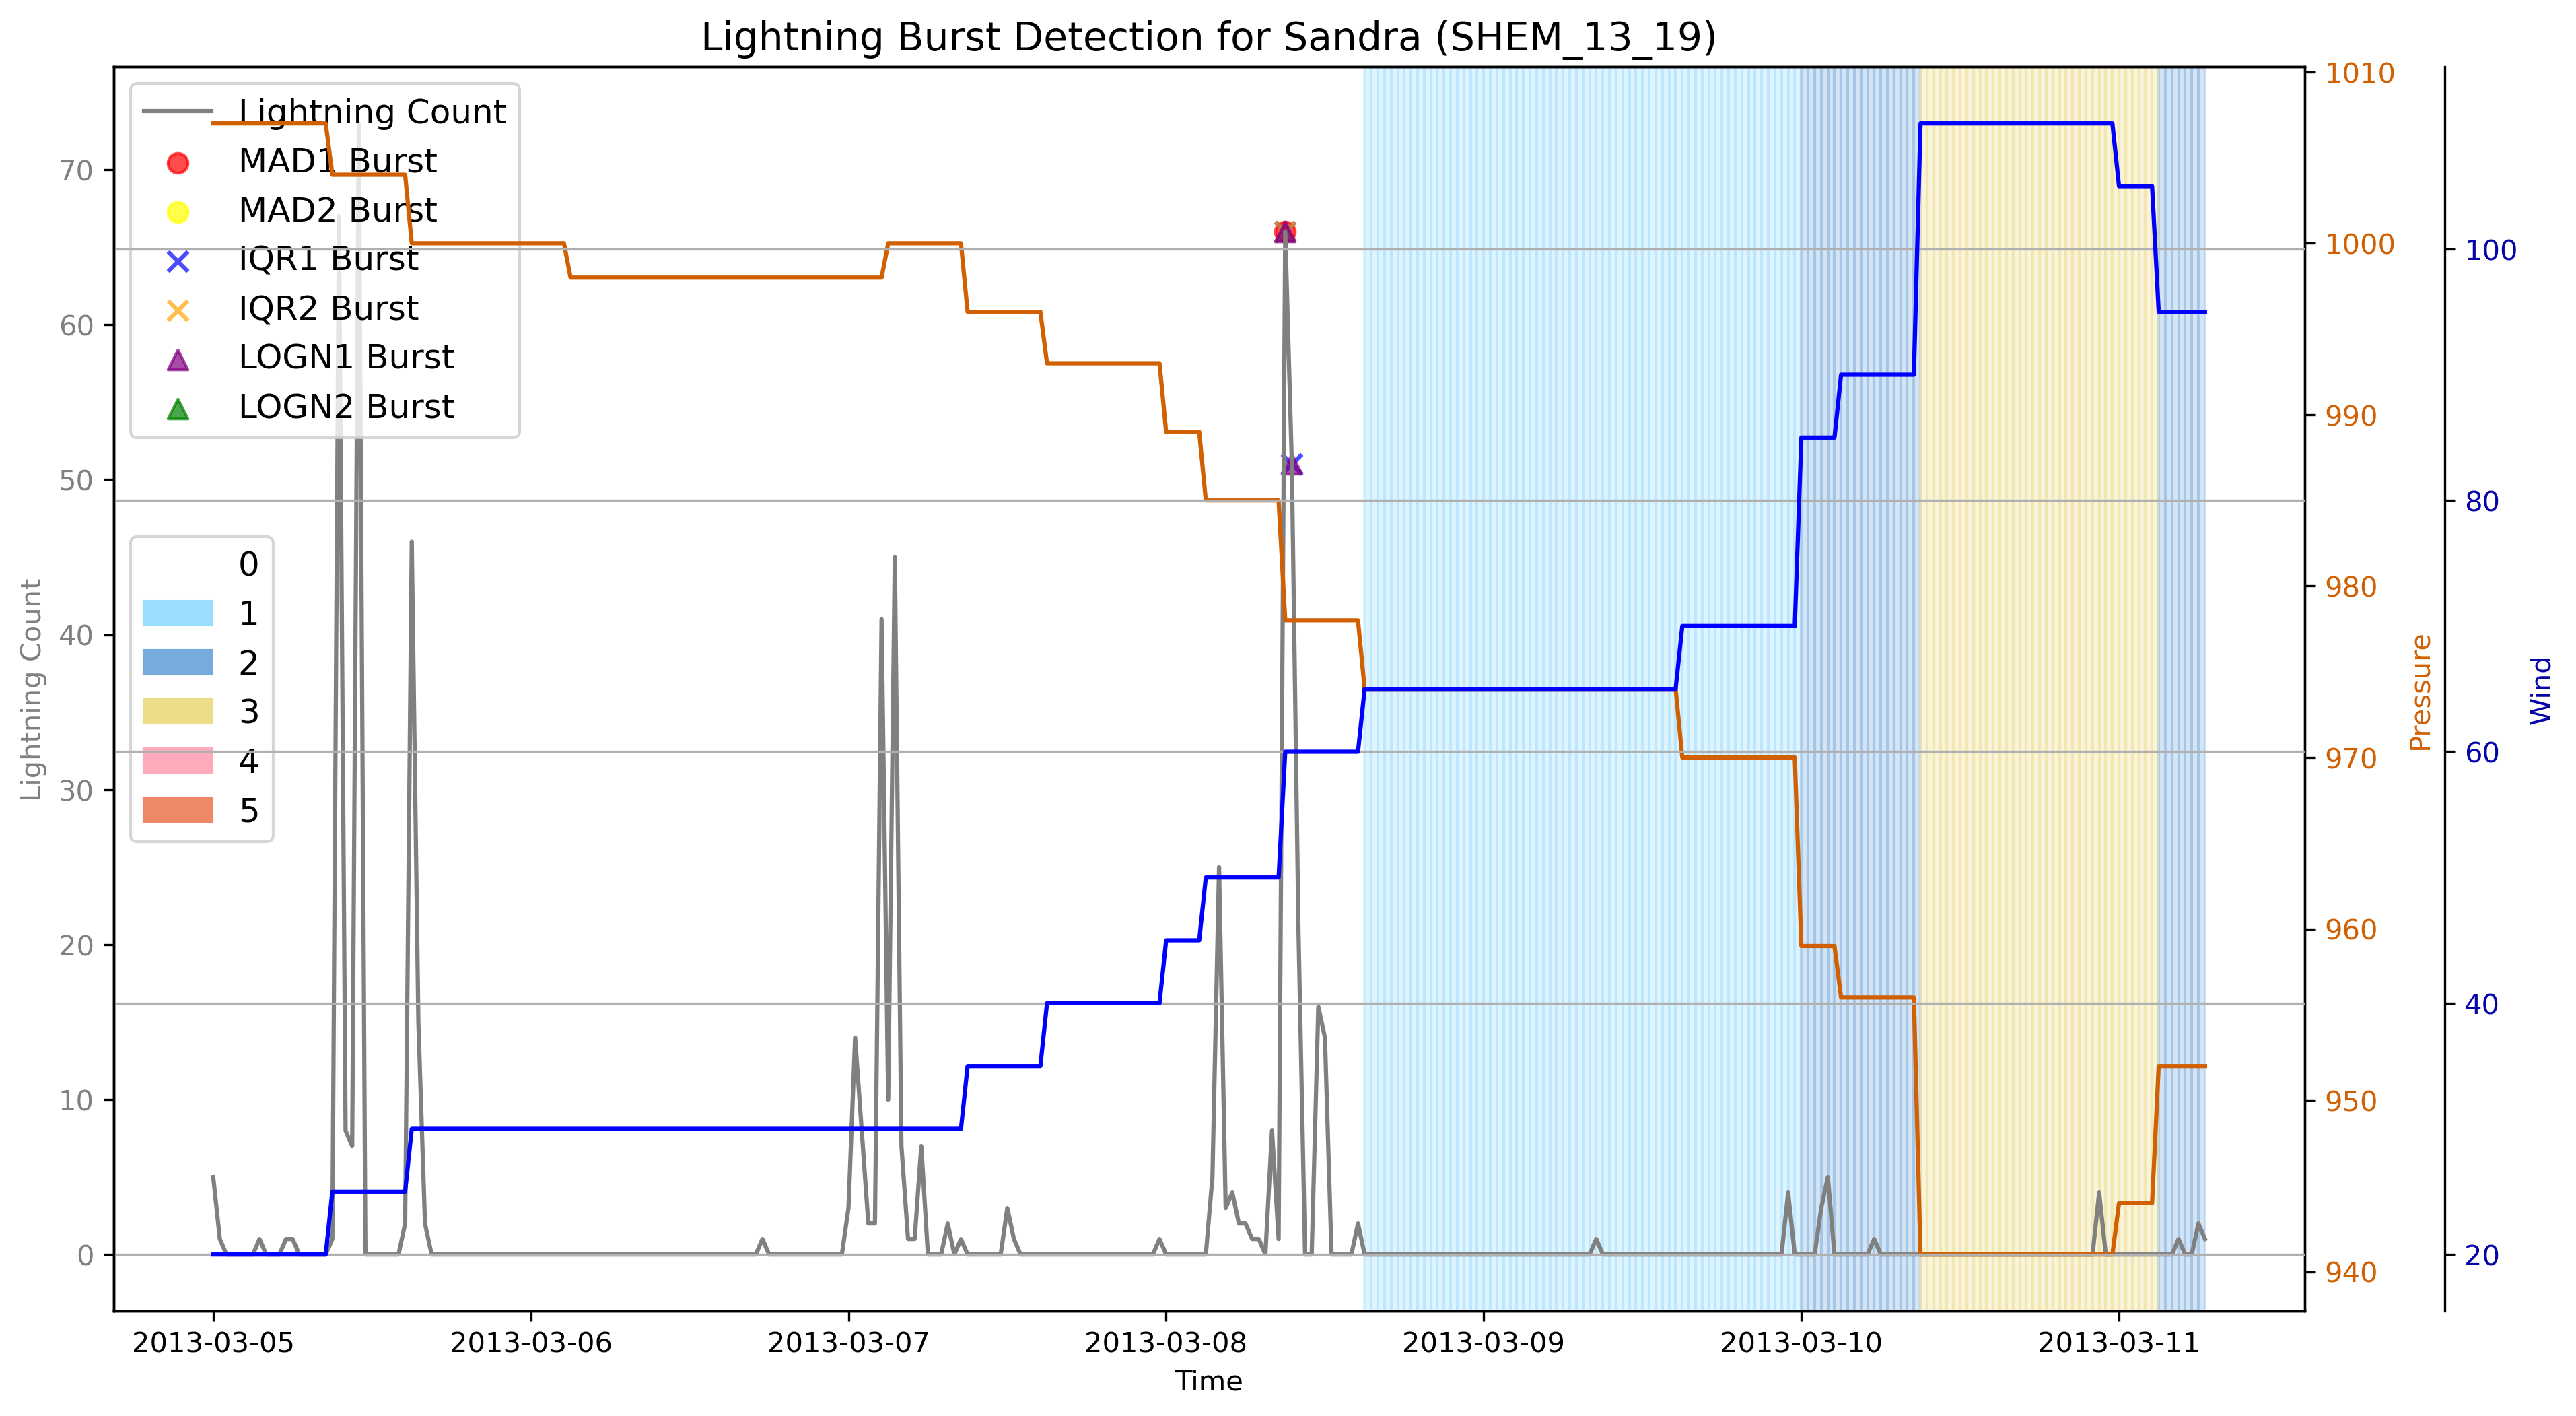 Lightning Burst Detection for Sandra (SHEM_13_19)
Lightning Count
MAD1 Burst
MAD2 Burst
IQR1 Burst
IQR2 Burst
LOGN1 Burst
LOGN2 Burst
0
1
2
3
4
5
Lightning Count
70
60
50
40
30
20
10
0
1010
1000
990
980
970
960
950
940
Pressure
100
80
60
40
20
Wind
2013-03-05
2013-03-06
2013-03-07
2013-03-08
2013-03-09
2013-03-10
2013-03-11
Time